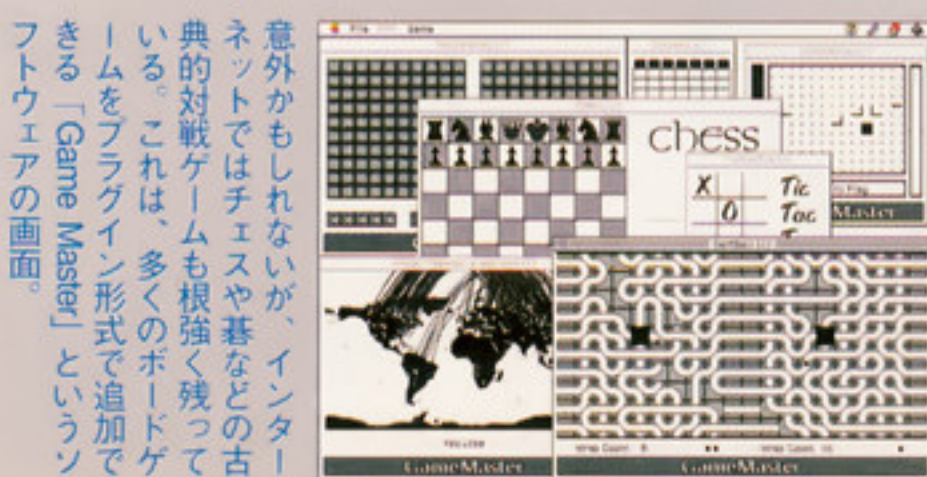 意外かもしれないが、インター
ネットではチェスや碁などの古
典的対戦ゲームも根強く残って
いる。これは、多くのボードゲ
ームをプラグイン形式で追加で
きる「Game Master」というソ
フトウェアの画面。
File
Game
chess
X
O
Tic
Tac
Master
GameMaster
GameMaster